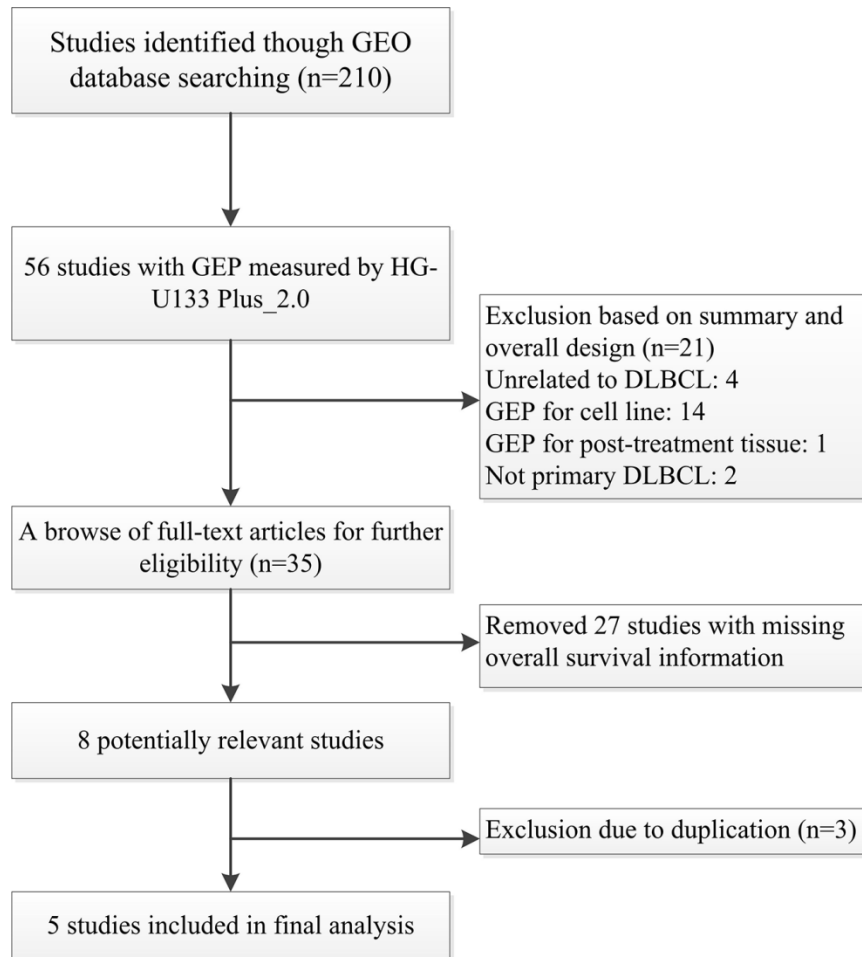 Studies identified though GEO
database searching (n=210)
56 studies with GEP measured by HG-
U133 Plus_2.0
Exclusion based on summary and
overall design (n=21)
Unrelated to DLBCL: 4
GEP for cell line: 14
GEP for post-treatment tissue: 1
Not primary DLBCL: 2
A browse of full-text articles for further
eligibility (n=35)
Removed 27 studies with missing
overall survival information
8 potentially relevant studies
Exclusion due to duplication (n=3)
5 studies included in final analysis